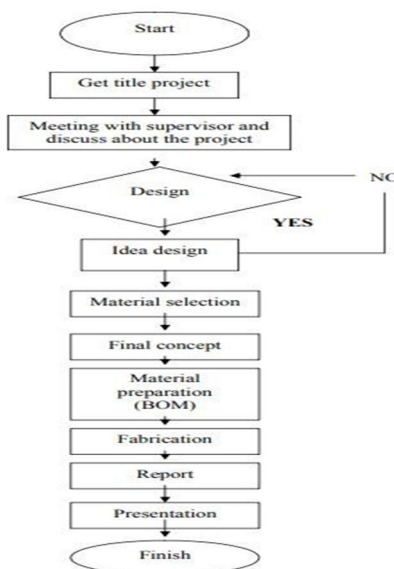 Start
Get title project
Meeting with supervisor and
discuss about the project
Design
NO
YES
Idea design
Material selection
Final concept
Material
preparation
(BOM)
Fabrication
Report
Presentation
Finish